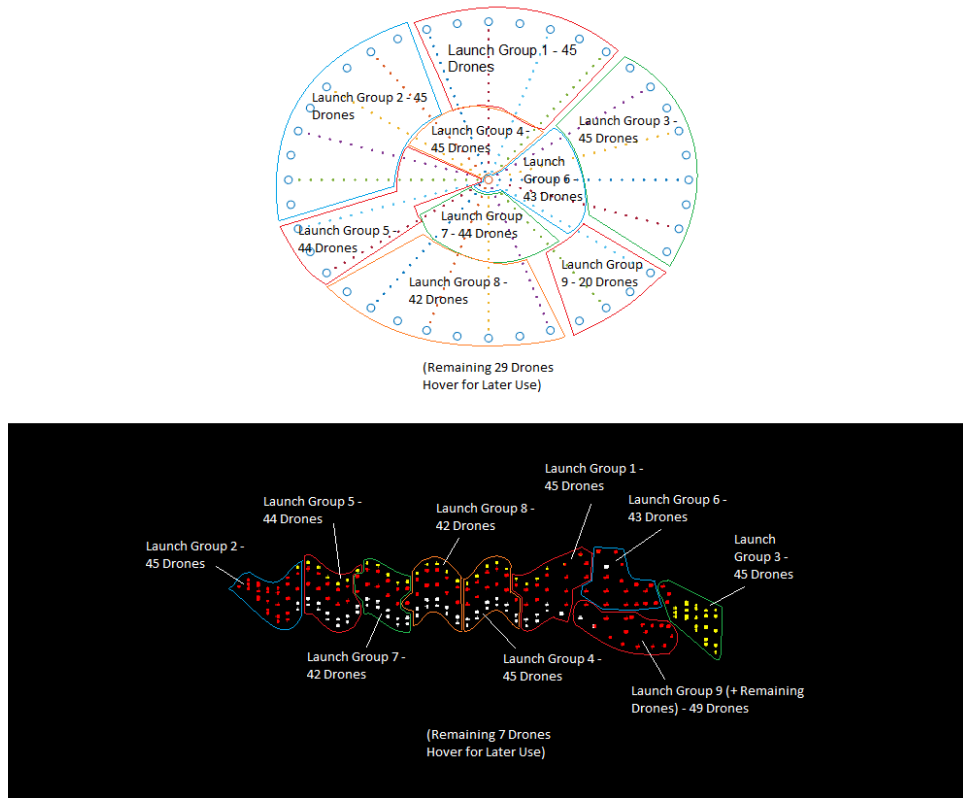 Launch Group 1 - 45
Drones
Launch Group 2 - 45
Drones
Launch Group 3 -
45 Drones
Launch Group 4 -
45 Drones
Launch
Group 6 -
43 Drones
Launch Group 5 -
44 Drones
Launch Group
7 - 44 Drones
Launch Group 8 -
42 Drones
Launch Group
9 - 20 Drones
(Remaining 29 Drones
Hover for Later Use)
Launch Group 1 -
45 Drones
Launch Group 5 -
44 Drones
Launch Group 8 -
42 Drones
Launch Group 6 -
43 Drones
Launch Group 2 -
45 Drones
Launch
Group 3 -
45 Drones
Launch Group 7 -
42 Drones
Launch Group 4 -
45 Drones
Launch Group 9 (+ Remaining
Drones) - 49 Drones
(Remaining 7 Drones
Hover for Later Use)